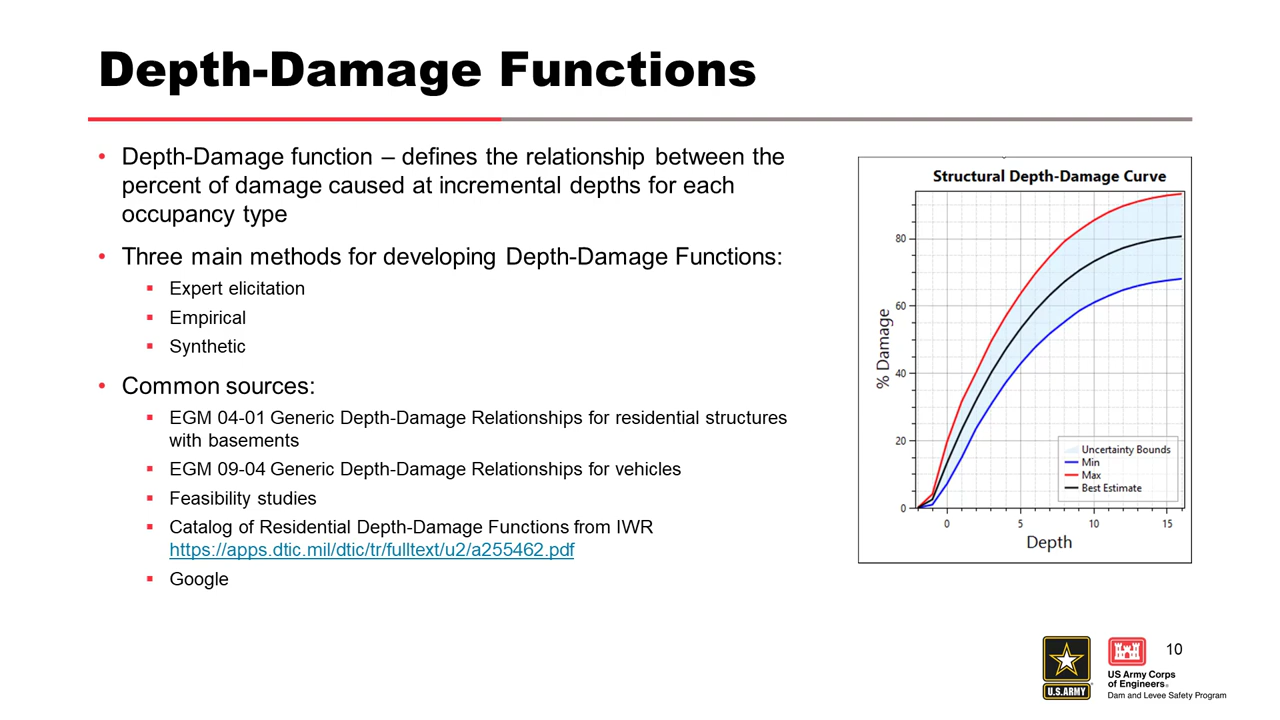 Depth-Damage Functions
• Depth-Damage function – defines the relationship between the
percent of damage caused at incremental depths for each
occupancy type
• Three main methods for developing Depth-Damage Functions:
▪ Expert elicitation
▪ Empirical
▪ Synthetic
• Common sources:
▪ EGM 04-01 Generic Depth-Damage Relationships for residential structures
with basements
▪ EGM 09-04 Generic Depth-Damage Relationships for vehicles
▪ Feasibility studies
▪ Catalog of Residential Depth-Damage Functions from IWR
https://apps.dtic.mil/dtic/tr/fulltext/u2/a255462.pdf
▪ Google
Structural Depth-Damage Curve
% Damage
80
60
40
20
0
0 5 10 15
Depth
Uncertainty Bounds
Min
Max
Best Estimate
U.S.ARMY
US Army Corps
of Engineers®
Dam and Levee Safety Program
10